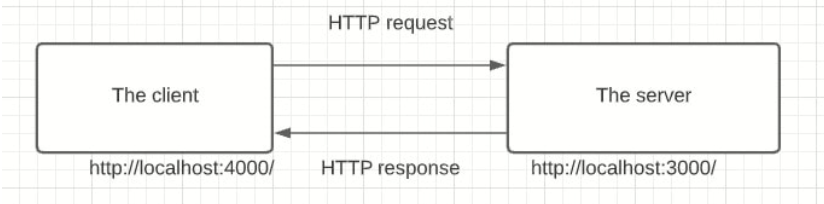 HTTP request
The client
The server
http://localhost:4000/
HTTP response
http://localhost:3000/